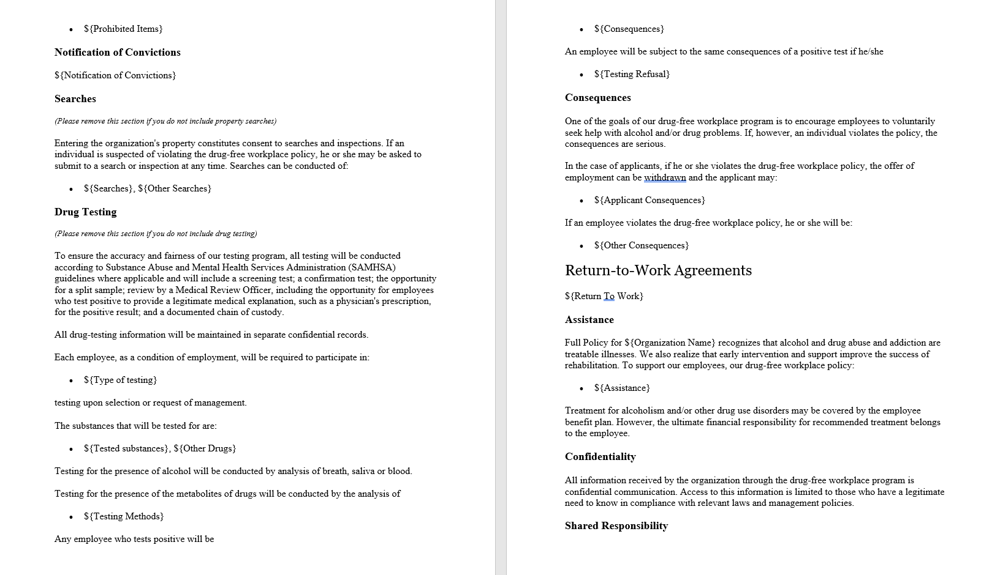 • ${Prohibited Items}
Notification of Convictions
${Notification of Convictions}
Searches
(Please remove this section if you do not include property searches)
Entering the organization's property constitutes consent to searches and inspections. If an
individual is suspected of violating the drug-free workplace policy, he or she may be asked to
submit to a search or inspection at any time. Searches can be conducted of:
• ${Searches}, ${Other Searches}
Drug Testing
(Please remove this section if you do not include drug testing)
To ensure the accuracy and fairness of our testing program, all testing will be conducted
according to Substance Abuse and Mental Health Services Administration (SAMHSA)
guidelines where applicable and will include a screening test; a confirmation test; the opportunity
for a split sample; review by a Medical Review Officer, including the opportunity for employees
who test positive to provide a legitimate medical explanation, such as a physician's prescription,
for the positive result; and a documented chain of custody.
All drug-testing information will be maintained in separate confidential records.
Each employee, as a condition of employment, will be required to participate in:
• ${Type of testing}
testing upon selection or request of management.
The substances that will be tested for are:
• ${Tested substances}, ${Other Drugs}
Testing for the presence of alcohol will be conducted by analysis of breath, saliva or blood.
Testing for the presence of the metabolites of drugs will be conducted by the analysis of
• ${Testing Methods}
Any employee who tests positive will be
• ${Consequences}
An employee will be subject to the same consequences of a positive test if he/she
• ${Testing Refusal}
Consequences
One of the goals of our drug-free workplace program is to encourage employees to voluntarily
seek help with alcohol and/or drug problems. If, however, an individual violates the policy, the
consequences are serious.
In the case of applicants, if he or she violates the drug-free workplace policy, the offer of
employment can be withdrawn and the applicant may:
• ${Applicant Consequences}
If an employee violates the drug-free workplace policy, he or she will be:
• ${Other Consequences}
Return-to-Work Agreements
${Return To Work}
Assistance
Full Policy for ${Organization Name} recognizes that alcohol and drug abuse and addiction are
treatable illnesses. We also realize that early intervention and support improve the success of
rehabilitation. To support our employees, our drug-free workplace policy:
• ${Assistance}
Treatment for alcoholism and/or other drug use disorders may be covered by the employee
benefit plan. However, the ultimate financial responsibility for recommended treatment belongs
to the employee.
Confidentiality
All information received by the organization through the drug-free workplace program is
confidential communication. Access to this information is limited to those who have a legitimate
need to know in compliance with relevant laws and management policies.
Shared Responsibility